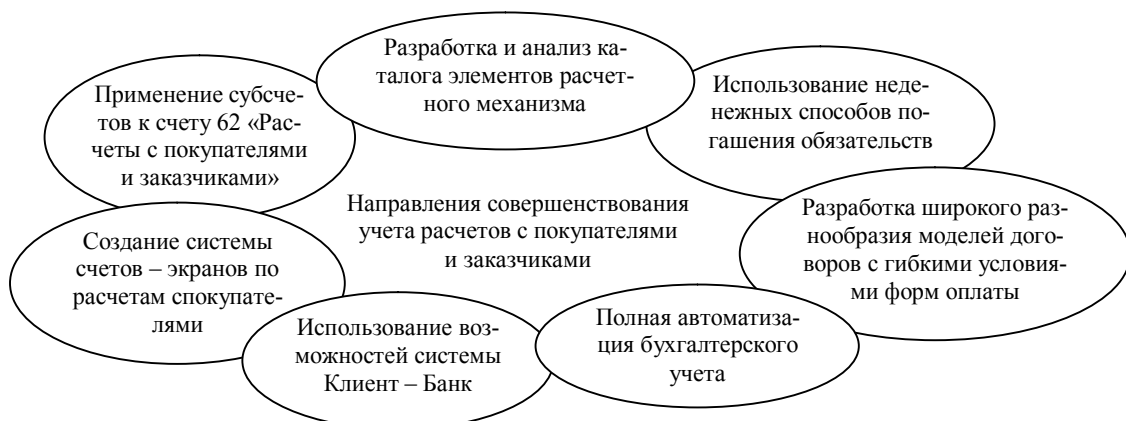 Разработка и анализ ка-
талога элементов расчет-
ного механизма
Использование неде-
нежных способов по-
гашения обязательств
Разработка широкого раз-
нообразия моделей дого-
воров с гибкими условия-
ми форм оплаты
Полная автоматиза-
ция бухгалтерского
учета
Использование воз-
можностей системы
Клиент – Банк
Создание системы
счетов – экранов по
расчетам спокупате-
лями
Применение субсче-
тов к счету 62 «Рас-
четы с покупателями
и заказчиками»
Направления совершенствования
учета расчетов с покупателями
и заказчиками